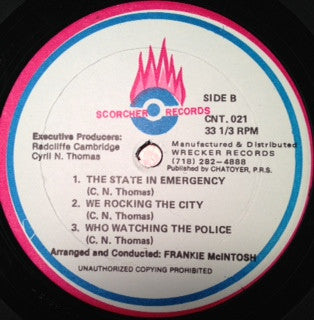 SCORCHER RECORDS
SIDE B
CNT. 021
33 1/3 RPM
Executive Producers:
Radcliffe Cambridge
Cyril N. Thomas
Manufactured & Distributed
WRECKER RECORDS
(718) 282-4888
Published by CHATOYER, P.R.S.
1. THE STATE IN EMERGENCY
(C. N. Thomas)
2. WE ROCKING THE CITY
(C. N. Thomas)
3. WHO WATCHING THE POLICE
(C. N. Thomas)
Arranged and Conducted: FRANKIE McINTOSH
UNAUTHORIZED COPYING PROHIBITED